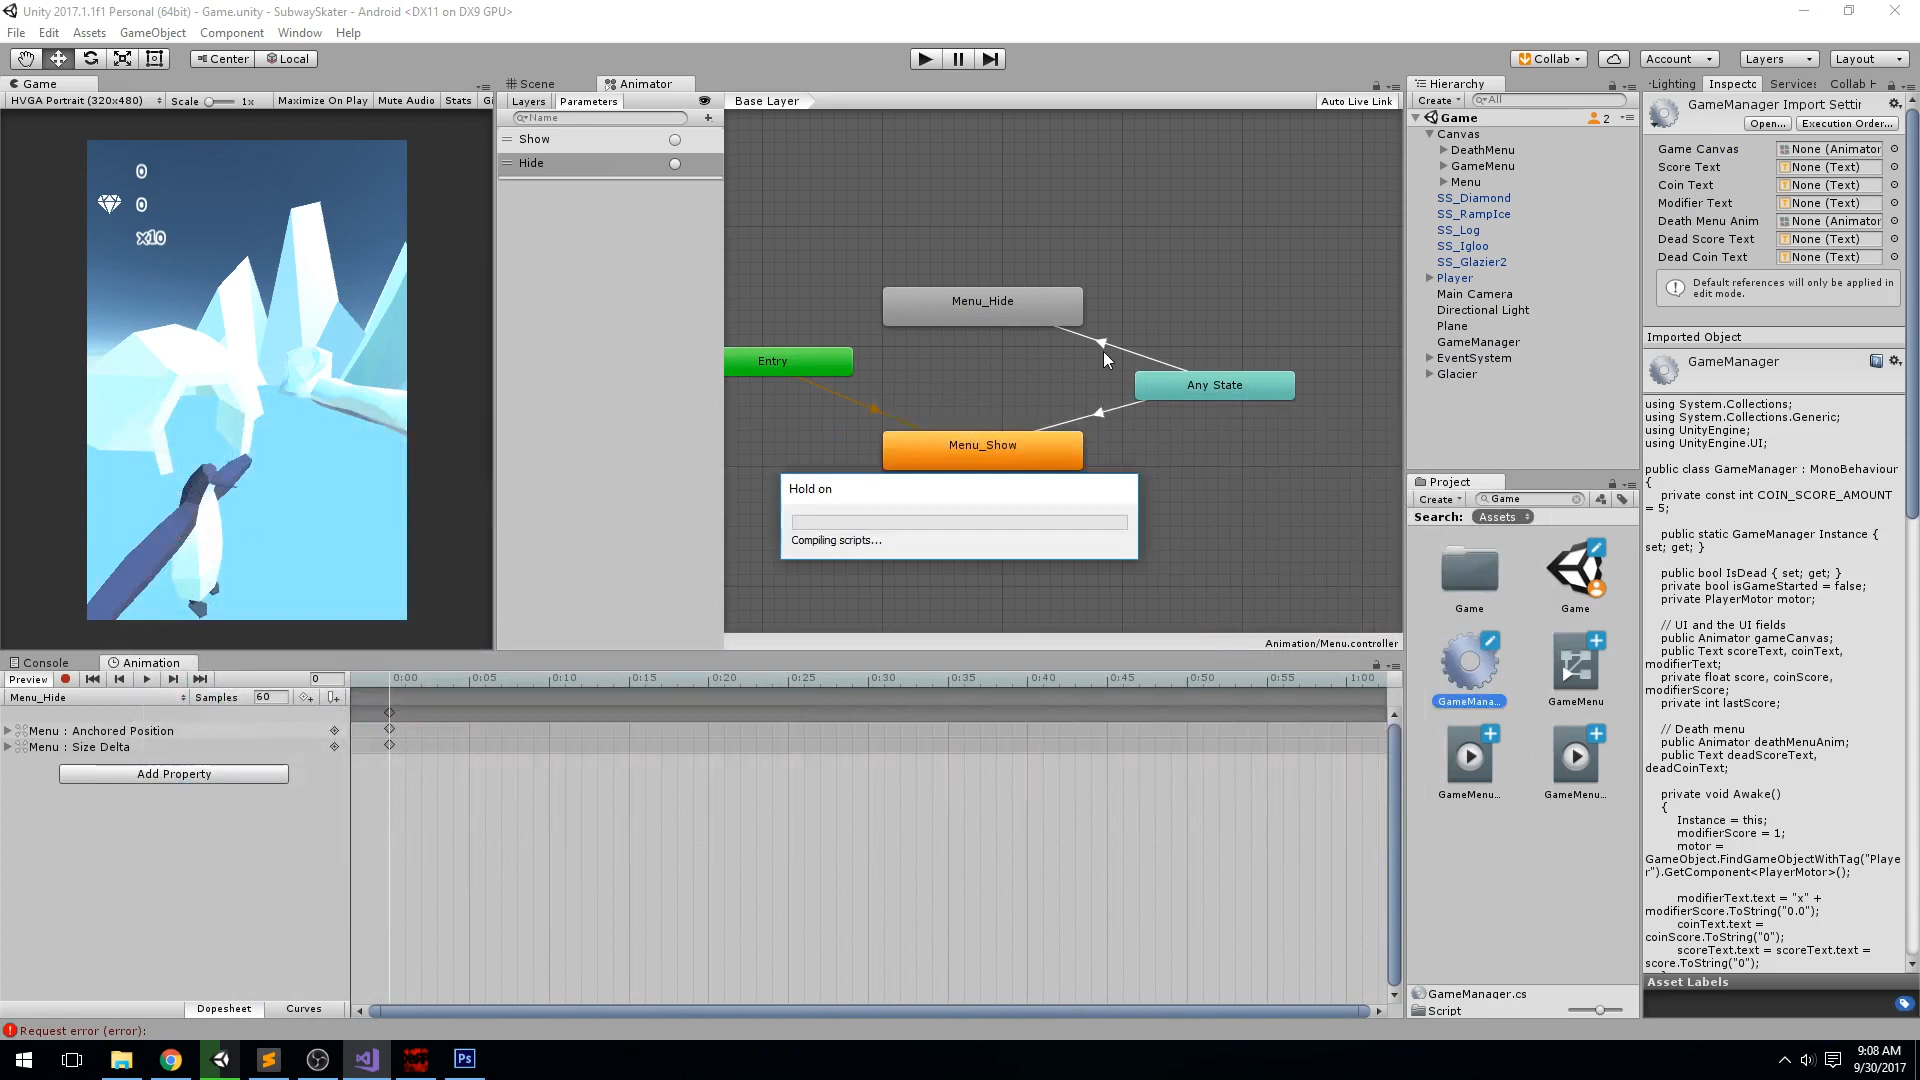 Unity 2017.1.1f1 Personal (64bit) - Game.unity - SubwaySkater - Android <DX11 on DX9 GPU>
File Edit Assets GameObject Component Window Help
Center Local
Collab Account Layers Layout
Game
HVGA Portrait (320x480) Scale 1x Maximize On Play Mute Audio Stats Gi
0
0
x10
Scene Animator
Layers Parameters
Name
Show
Hide
Base Layer
Auto Live Link
Menu_Hide
Entry
Any State
Menu_Show
Hold on
Compiling scripts...
Animation/Menu.controller
Hierarchy
Create All
Game 2
Canvas
DeathMenu
GameMenu
Menu
SS_Diamond
SS_RampIce
SS_Log
SS_Igloo
SS_Glazier2
Player
Main Camera
Directional Light
Plane
GameManager
EventSystem
Glacier
Project
Create Game
Search: Assets
Game
Game
GameMana...
GameMenu
GameMenu...
GameMenu...
GameManager.cs
Script
Lighting Inspecto Services Collab H
GameManager Import Settir
Open... Execution Order...
Game Canvas None (Animator
Score Text None (Text)
Coin Text None (Text)
Modifier Text None (Text)
Death Menu Anim None (Animator
Dead Score Text None (Text)
Dead Coin Text None (Text)
Default references will only be applied in
edit mode.
Imported Object
GameManager
using System.Collections;
using System.Collections.Generic;
using UnityEngine;
using UnityEngine.UI;
public class GameManager : MonoBehaviour
{
private const int COIN_SCORE_AMOUNT
= 5;
public static GameManager Instance {
set; get; }
public bool IsDead { set; get; }
private bool isGameStarted = false;
private PlayerMotor motor;
// UI and the UI fields
public Animator gameCanvas;
public Text scoreText, coinText,
modifierText;
private float score, coinScore,
modifierScore;
private int lastScore;
// Death menu
public Animator deathMenuAnim;
public Text deadScoreText,
deadCoinText;
private void Awake()
{
Instance = this;
modifierScore = 1;
motor =
GameObject.FindGameObjectWithTag("Playe
r").GetComponent<PlayerMotor>();
modifierText.text = "x" +
modifierScore.ToString("0.0");
coinText.text =
coinScore.ToString("0");
scoreText.text = scoreText.text =
score.ToString("0");
Asset Labels
Console Animation
Preview 0 0:00 0:05 0:10 0:15 0:20 0:25 0:30 0:35 0:40 0:45 0:50 0:55 1:00
Menu_Hide Samples 60
Menu : Anchored Position
Menu : Size Delta
Add Property
Dopesheet Curves
Request error (error):
Ps
9:08 AM
9/30/2017